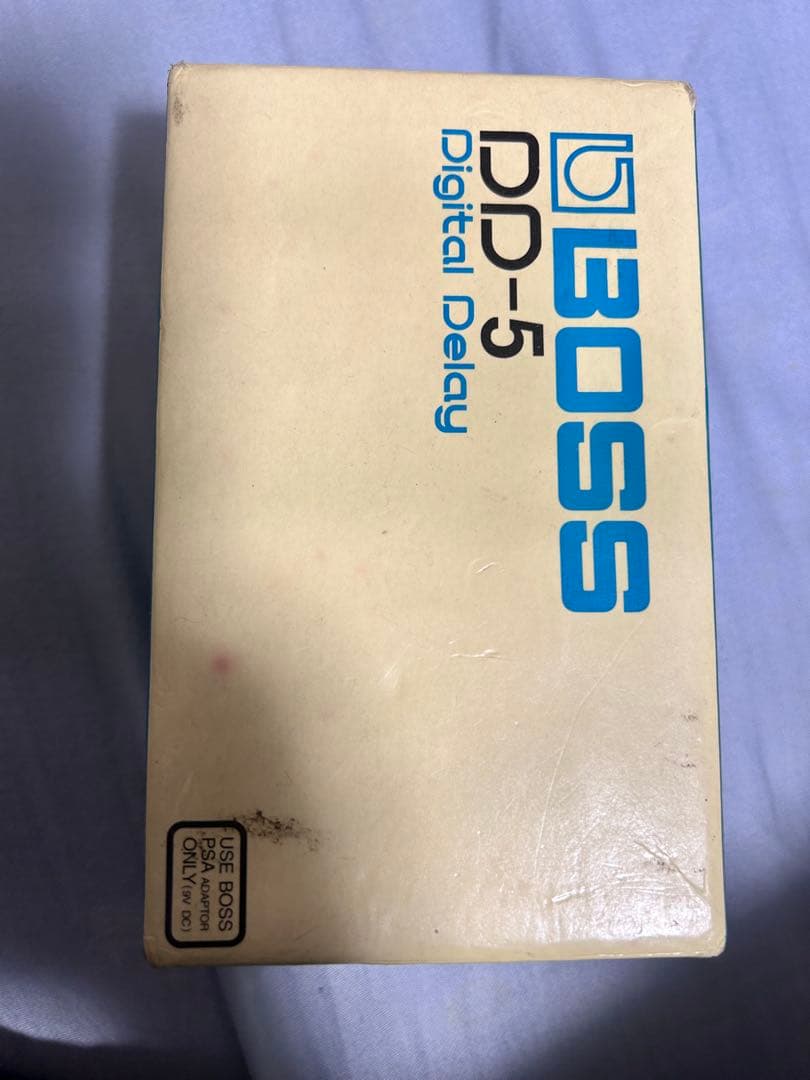 BOSS
DD-5
Digital Delay
USE BOSS
PSA ADAPTOR
ONLY (9V DC)